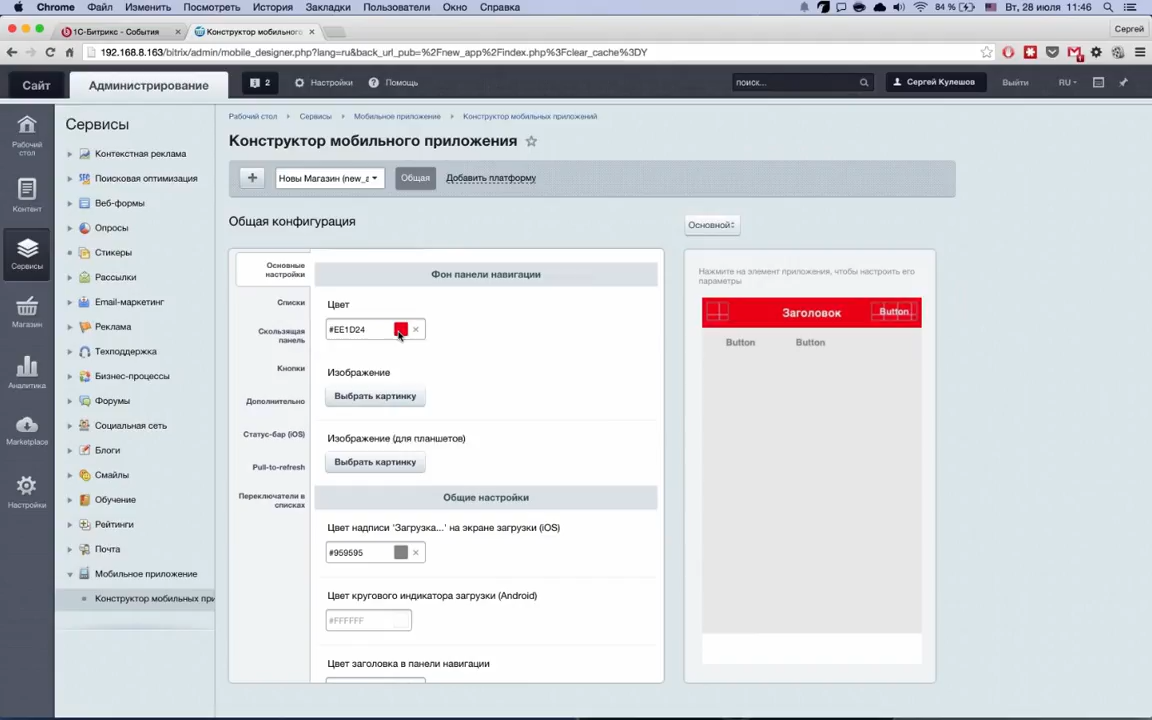 Chrome Файл Изменить Посмотреть История Закладки Пользователи Окно Справка 84 % Вт, 28 июля 11:46
1С-Битрикс - События Конструктор мобильного Сергей
192.168.8.163/bitrix/admin/mobile_designer.php?lang=ru&back_url_pub=%2Fnew_app%2Findex.php%3Fclear_cache%3DY
Сайт Администрирование 2 Настройки Помощь поиск... Сергей Кулешов Выйти RU
Рабочий стол
Контент
Сервисы
Магазин
Аналитика
Marketplace
Настройки
Сервисы
Контекстная реклама
Поисковая оптимизация
Веб-формы
Опросы
Стикеры
Рассылки
Email-маркетинг
Реклама
Техподдержка
Бизнес-процессы
Форумы
Социальная сеть
Блоги
Смайлы
Обучение
Рейтинги
Почта
Мобильное приложение
Конструктор мобильных при
Рабочий стол Сервисы Мобильное приложение Конструктор мобильных приложений
Конструктор мобильного приложения
+ Новы Магазин (new_a Общая Добавить платформу
Общая конфигурация
Основной
Основные
настройки
Списки
Скользящая
панель
Кнопки
Дополнительно
Статус-бар (iOS)
Pull-to-refresh
Переключатели в
списках
Фон панели навигации
Цвет
#EE1D24
Изображение
Выбрать картинку
Изображение (для планшетов)
Выбрать картинку
Общие настройки
Цвет надписи 'Загрузка...' на экране загрузки (iOS)
#959595
Цвет кругового индикатора загрузки (Android)
#FFFFFF
Цвет заголовка в панели навигации
Нажмите на элемент приложения, чтобы настроить его
параметры
Заголовок Button
Button Button